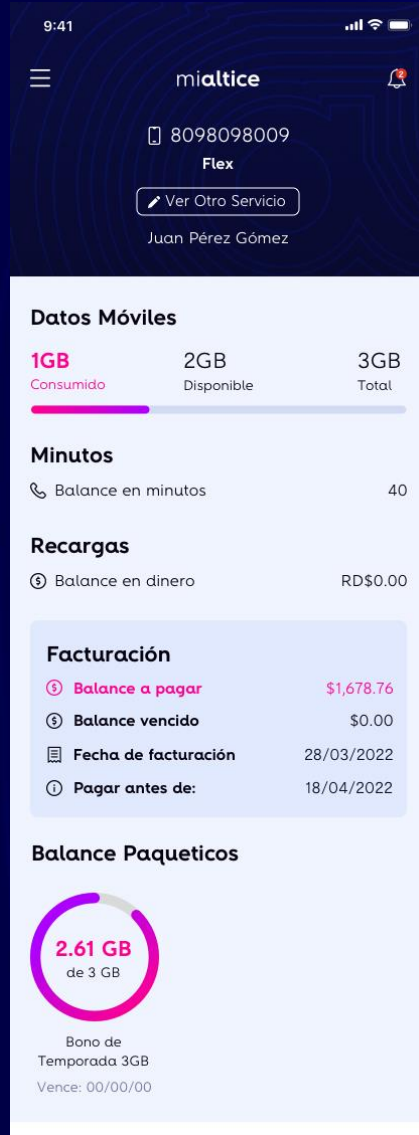 9:41
mialtice
2
8098098009
Flex
Ver Otro Servicio
Juan Pérez Gómez
Datos Móviles
1GB 2GB 3GB
Consumido Disponible Total
Minutos
Balance en minutos 40
Recargas
Balance en dinero RD$0.00
Facturación
Balance a pagar $1,678.76
Balance vencido $0.00
Fecha de facturación 28/03/2022
Pagar antes de: 18/04/2022
Balance Paqueticos
2.61 GB
de 3 GB
Bono de
Temporada 3GB
Vence: 00/00/00